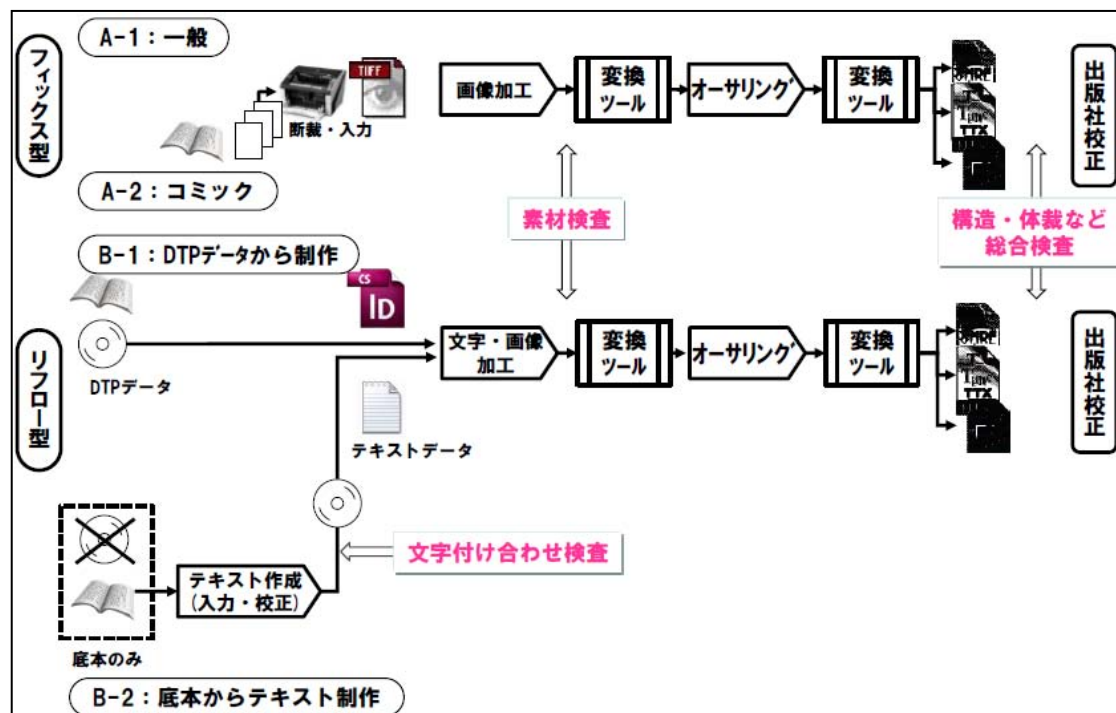 フィックス型
A-1：一般
TIFF
断裁・入力
A-2：コミック
画像加工
変換
ツール
オーサリング
変換
ツール
TTX
出版社校正
素材検査
構造・体裁など
総合検査
リフロー型
B-1：DTPデータから制作
CS
ID
DTPデータ
文字・画像
加工
変換
ツール
オーサリング
変換
ツール
TTX
出版社校正
テキストデータ
文字付け合わせ検査
テキスト作成
(入力・校正)
底本のみ
B-2：底本からテキスト制作